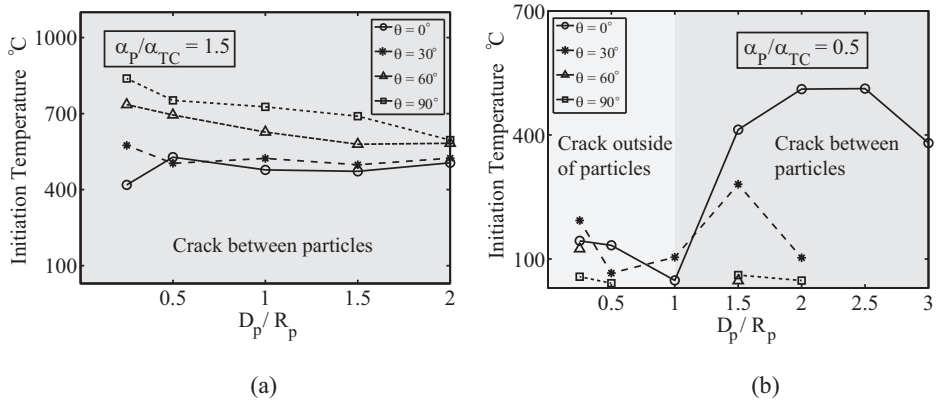 1100
700
400
100
Initiation Temperature °C
α_P/α_TC = 1.5
θ = 0°
θ = 30°
θ = 60°
θ = 90°
Crack between particles
0.5
1
1.5
2
D_p/ R_p
(a)
700
400
100
Initiation Temperature °C
θ = 0°
θ = 30°
θ = 60°
θ = 90°
α_P/α_TC = 0.5
Crack outside
of particles
Crack between
particles
0.5
1
1.5
2
2.5
3
D_p/ R_p
(b)